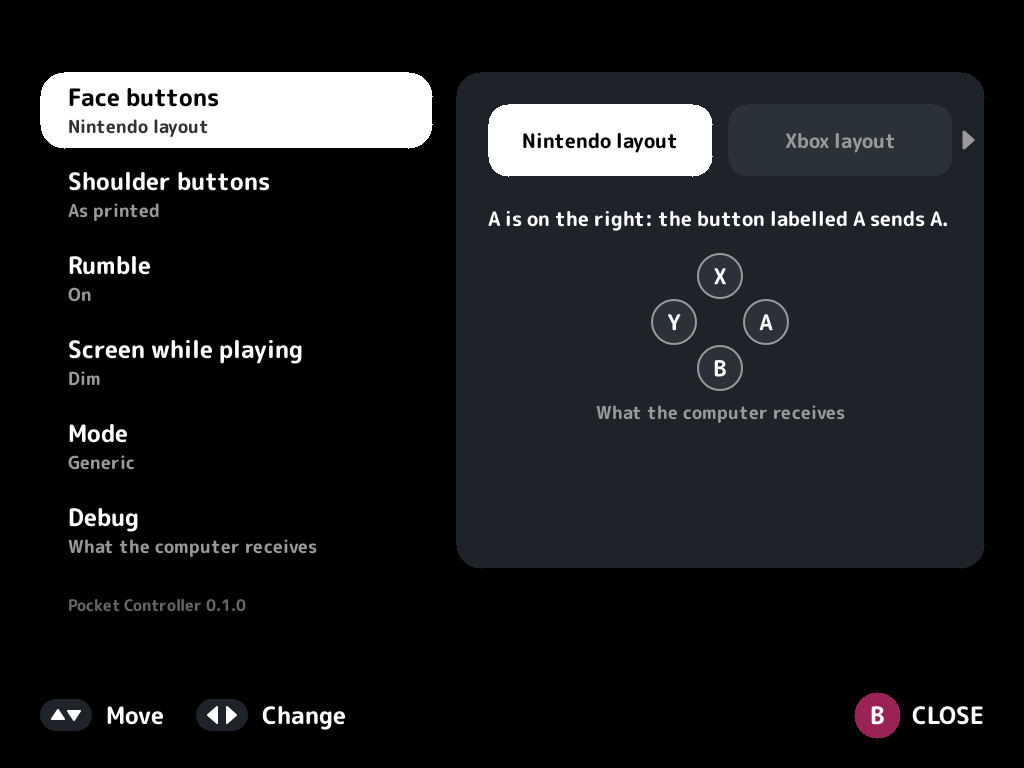 Face buttons
Nintendo layout
Shoulder buttons
As printed
Rumble
On
Screen while playing
Dim
Mode
Generic
Debug
What the computer receives
Pocket Controller 0.1.0
Nintendo layout
Xbox layout
A is on the right: the button labelled A sends A.
X
Y
A
B
What the computer receives
Move
Change
B
CLOSE